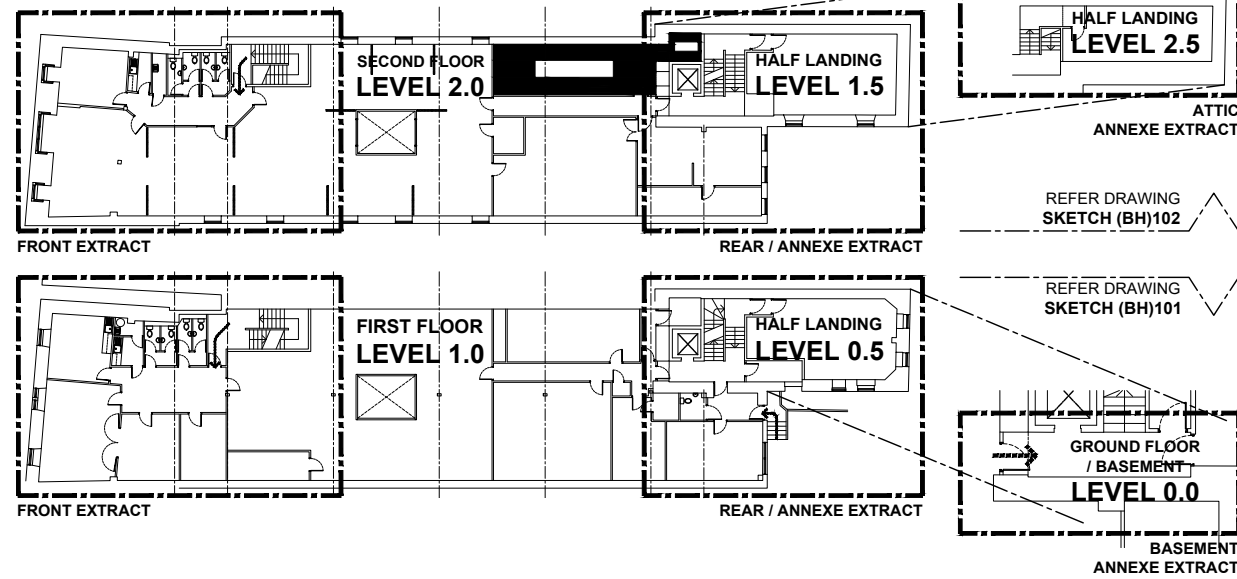 SECOND FLOOR
LEVEL 2.0
HALF LANDING
LEVEL 1.5
HALF LANDING
LEVEL 2.5
ATTIC
ANNEXE EXTRACT
FRONT EXTRACT
REAR / ANNEXE EXTRACT
REFER DRAWING
SKETCH (BH)102
REFER DRAWING
SKETCH (BH)101
FIRST FLOOR
LEVEL 1.0
HALF LANDING
LEVEL 0.5
FRONT EXTRACT
REAR / ANNEXE EXTRACT
GROUND FLOOR
/ BASEMENT
LEVEL 0.0
BASEMENT
ANNEXE EXTRACT